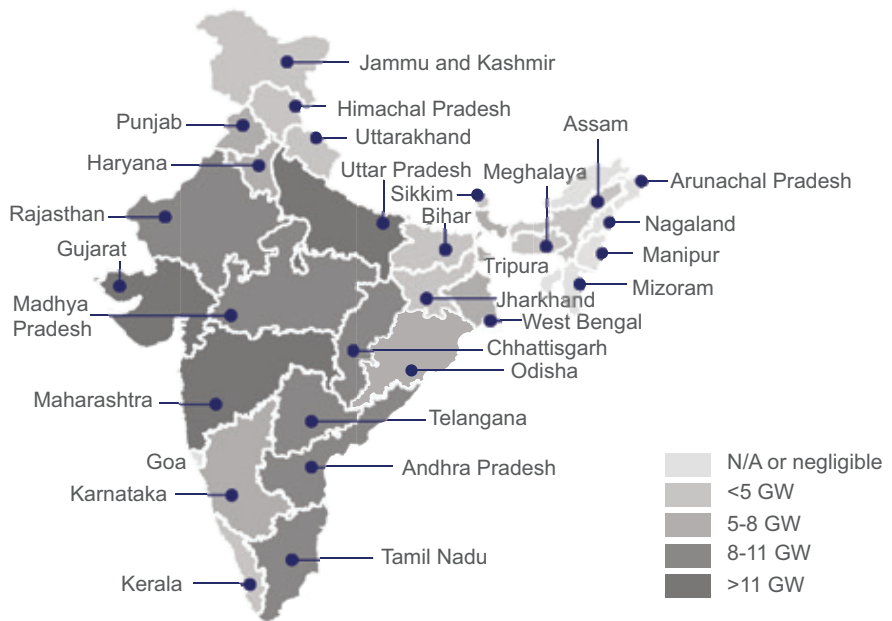 Jammu and Kashmir
Himachal Pradesh
Punjab
Uttarakhand
Assam
Haryana
Uttar Pradesh
Meghalaya
Arunachal Pradesh
Sikkim
Bihar
Rajasthan
Nagaland
Gujarat
Tripura
Manipur
Mizoram
Madhya
Pradesh
Jharkhand
West Bengal
Chhattisgarh
Odisha
Maharashtra
Telangana
Goa
Andhra Pradesh
Karnataka
Tamil Nadu
Kerala
N/A or negligible
<5 GW
5-8 GW
8-11 GW
>11 GW